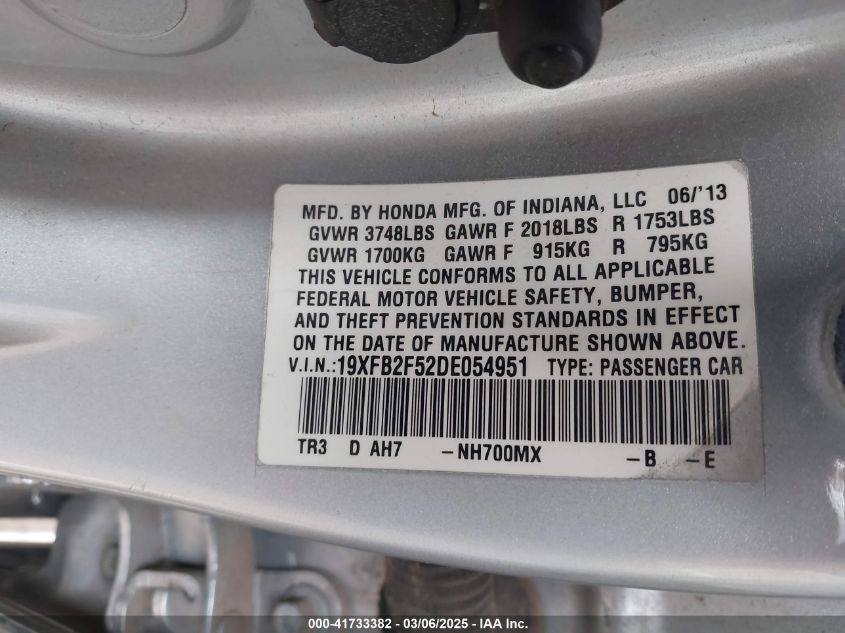 MFD. BY HONDA MFG. OF INDIANA, LLC 06/'13
GVWR 3748LBS GAWR F 2018LBS R 1753LBS
GVWR 1700KG GAWR F 915KG R 795KG
THIS VEHICLE CONFORMS TO ALL APPLICABLE
FEDERAL MOTOR VEHICLE SAFETY, BUMPER,
AND THEFT PREVENTION STANDARDS IN EFFECT
ON THE DATE OF MANUFACTURE SHOWN ABOVE.
V.I.N.:19XFB2F52DE054951 TYPE: PASSENGER CAR
TR3 D AH7 -NH700MX -B -E
000-41733382 - 03/06/2025 - IAA Inc.